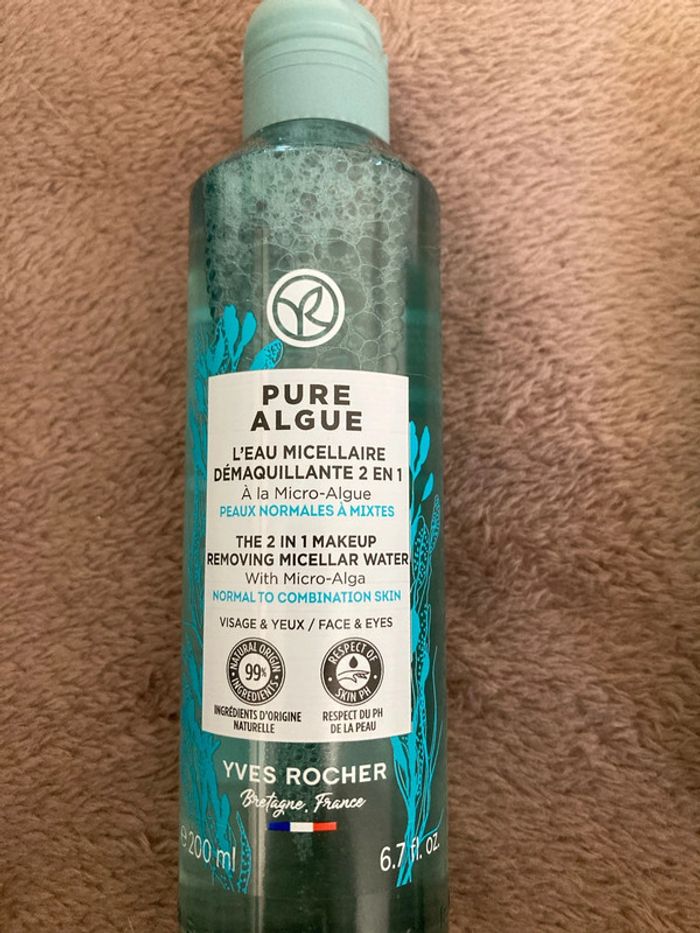 PURE
ALGUE
L'EAU MICELLAIRE
DÉMAQUILLANTE 2 EN 1
À la Micro-Algue
PEAUX NORMALES À MIXTES
THE 2 IN 1 MAKEUP
REMOVING MICELLAR WATER
With Micro-Alga
NORMAL TO COMBINATION SKIN
VISAGE & YEUX / FACE & EYES
NATURAL ORIGIN
99%
INGREDIENTS
RESPECT OF
SKIN PH
INGRÉDIENTS D'ORIGINE
NATURELLE
RESPECT DU PH
DE LA PEAU
YVES ROCHER
Bretagne, France
e 200 ml
6.7 fl. oz.